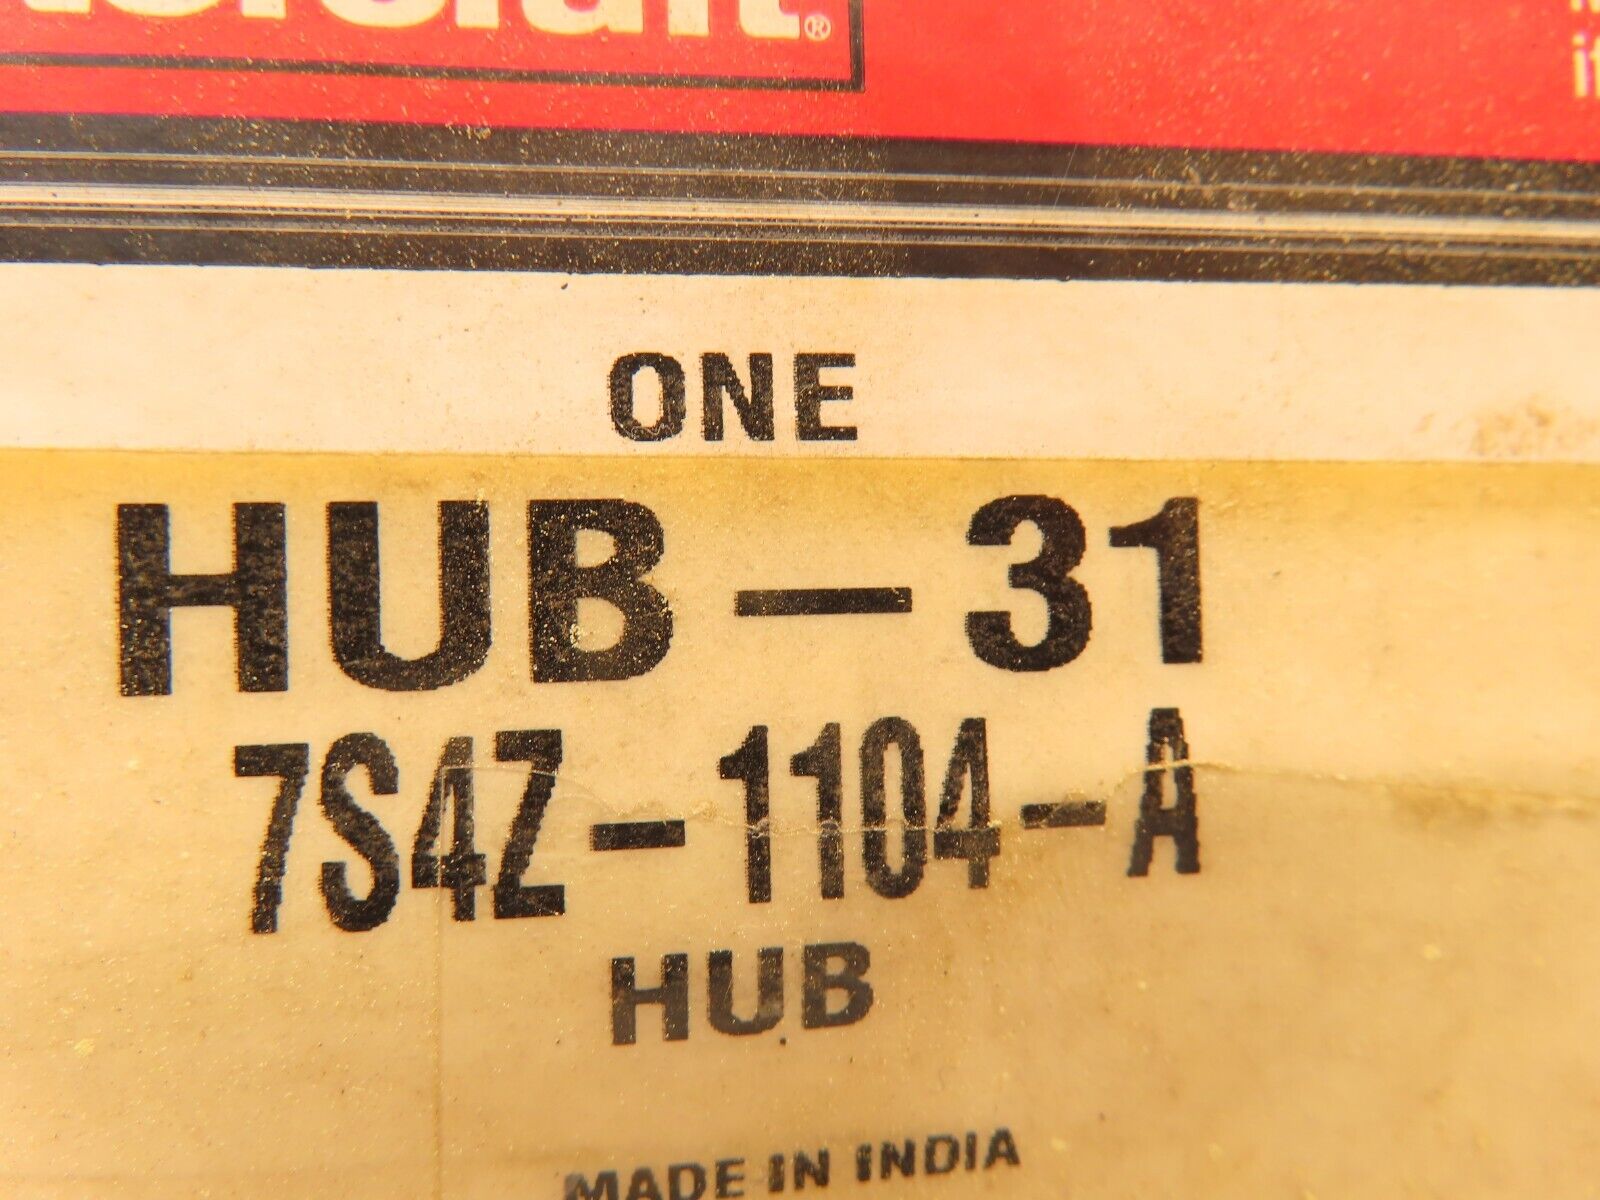 ONE
HUB-31
7S4Z-1104-A
HUB
MADE IN INDIA